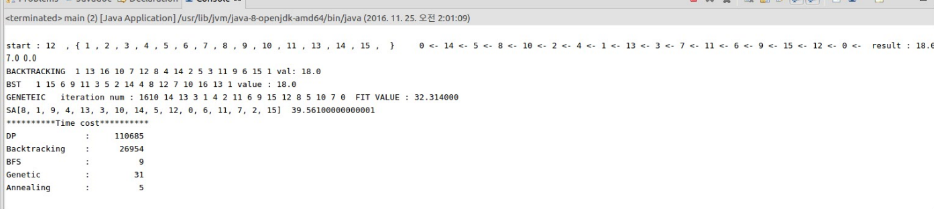 <terminated> main (2) [Java Application] /usr/lib/jvm/java-8-openjdk-amd64/bin/java (2016. 11. 25. 오전 2:01:09)
start : 12 , { 1 , 2 , 3 , 4 , 5 , 6 , 7 , 8 , 9 , 10 , 11 , 13 , 14 , 15 , } 0 <- 14 <- 5 <- 8 <- 10 <- 2 <- 4 <- 1 <- 13 <- 3 <- 7 <- 11 <- 6 <- 9 <- 15 <- 12 <- 0 <- result : 18.0
7.0 0.0
BACKTRACKING 1 13 16 10 7 12 8 4 14 2 5 3 11 9 6 15 1 val: 18.0
BST 1 15 6 9 11 3 5 2 14 4 8 12 7 10 16 13 1 value : 18.0
GENETEIC iteration num : 1610 14 13 3 1 4 2 11 6 9 15 12 8 5 10 7 0 FIT VALUE : 32.314000
SA[8, 1, 9, 4, 13, 3, 10, 14, 5, 12, 0, 6, 11, 7, 2, 15] 39.56100000000001
**********Time cost**********
DP : 110685
Backtracking : 26954
BFS : 9
Genetic : 31
Annealing : 5